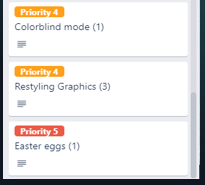 Priority 4
Colorblind mode (1)
Priority 4
Restyling Graphics (3)
Priority 5
Easter eggs (1)